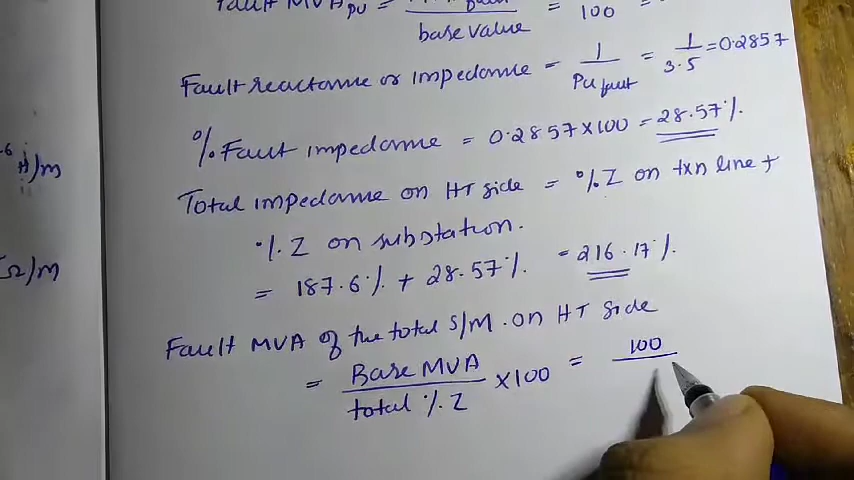 Fault MVA pu = = 
base value 100
Fault reactance or impedance = 1 / Pu fault = 1 / 3.5 = 0.2857
% Fault impedance = 0.2857 x 100 = 28.57 %.
Total impedance on HT side = % Z on txn line +
% Z on substation.
= 187.6 % + 28.57 % = 216.17 %.
Fault MVA of the total S/M. on HT side
= Base MVA / total % Z x 100 = 100
-6
H/m
Ω/m